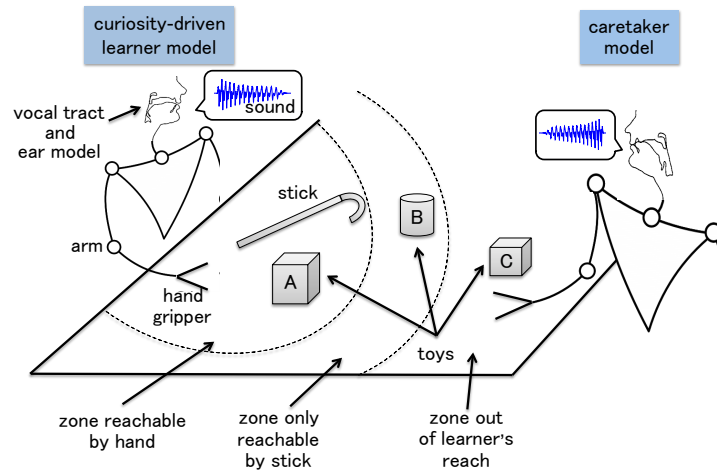 curiosity-driven
learner model
caretaker
model
sound
vocal tract
and
ear model
stick
B
arm
A
C
hand
gripper
toys
zone reachable
by hand
zone only
reachable
by stick
zone out
of learner's
reach